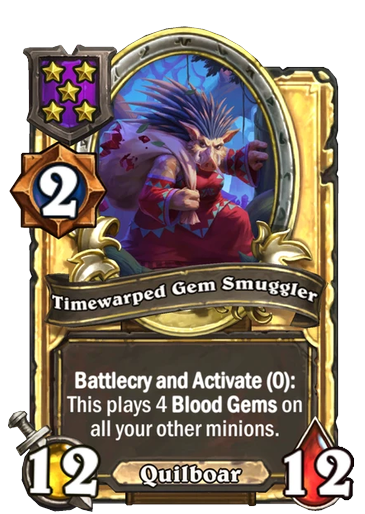 2
Timewarped Gem Smuggler
Battlecry and Activate (0):
This plays 4 Blood Gems on
all your other minions.
12
Quilboar
12